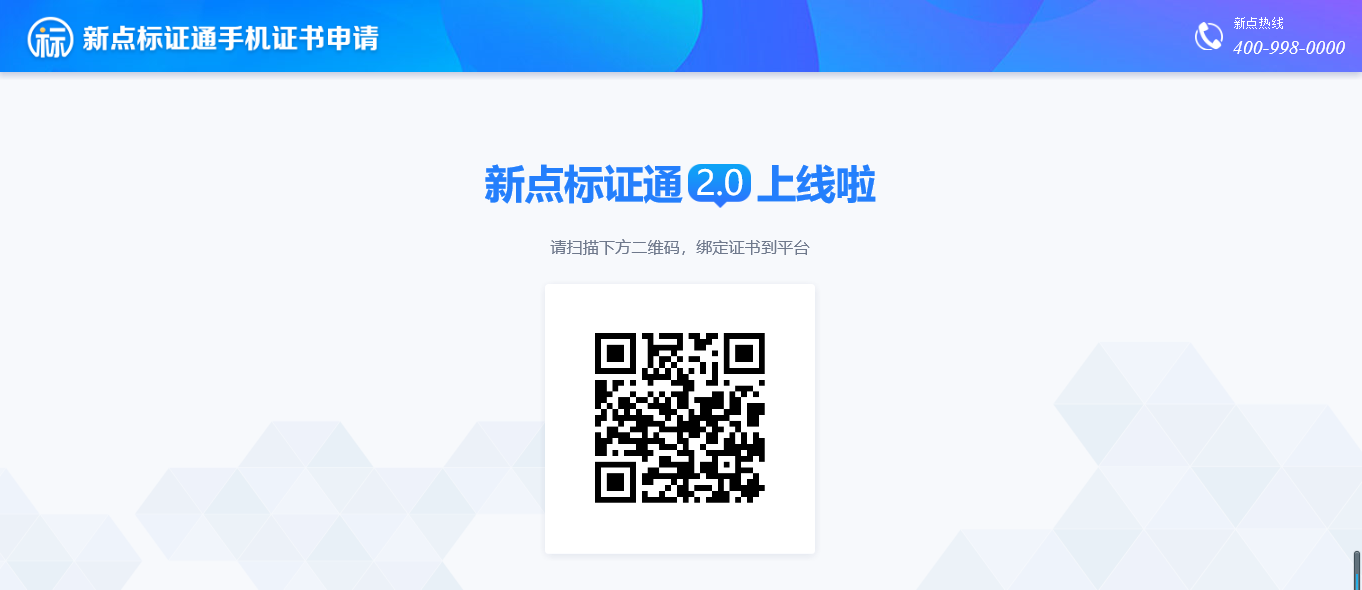 标 新点标证通手机证书申请
新点热线
400-998-0000
新点标证通 2.0 上线啦
请扫描下方二维码，绑定证书到平台